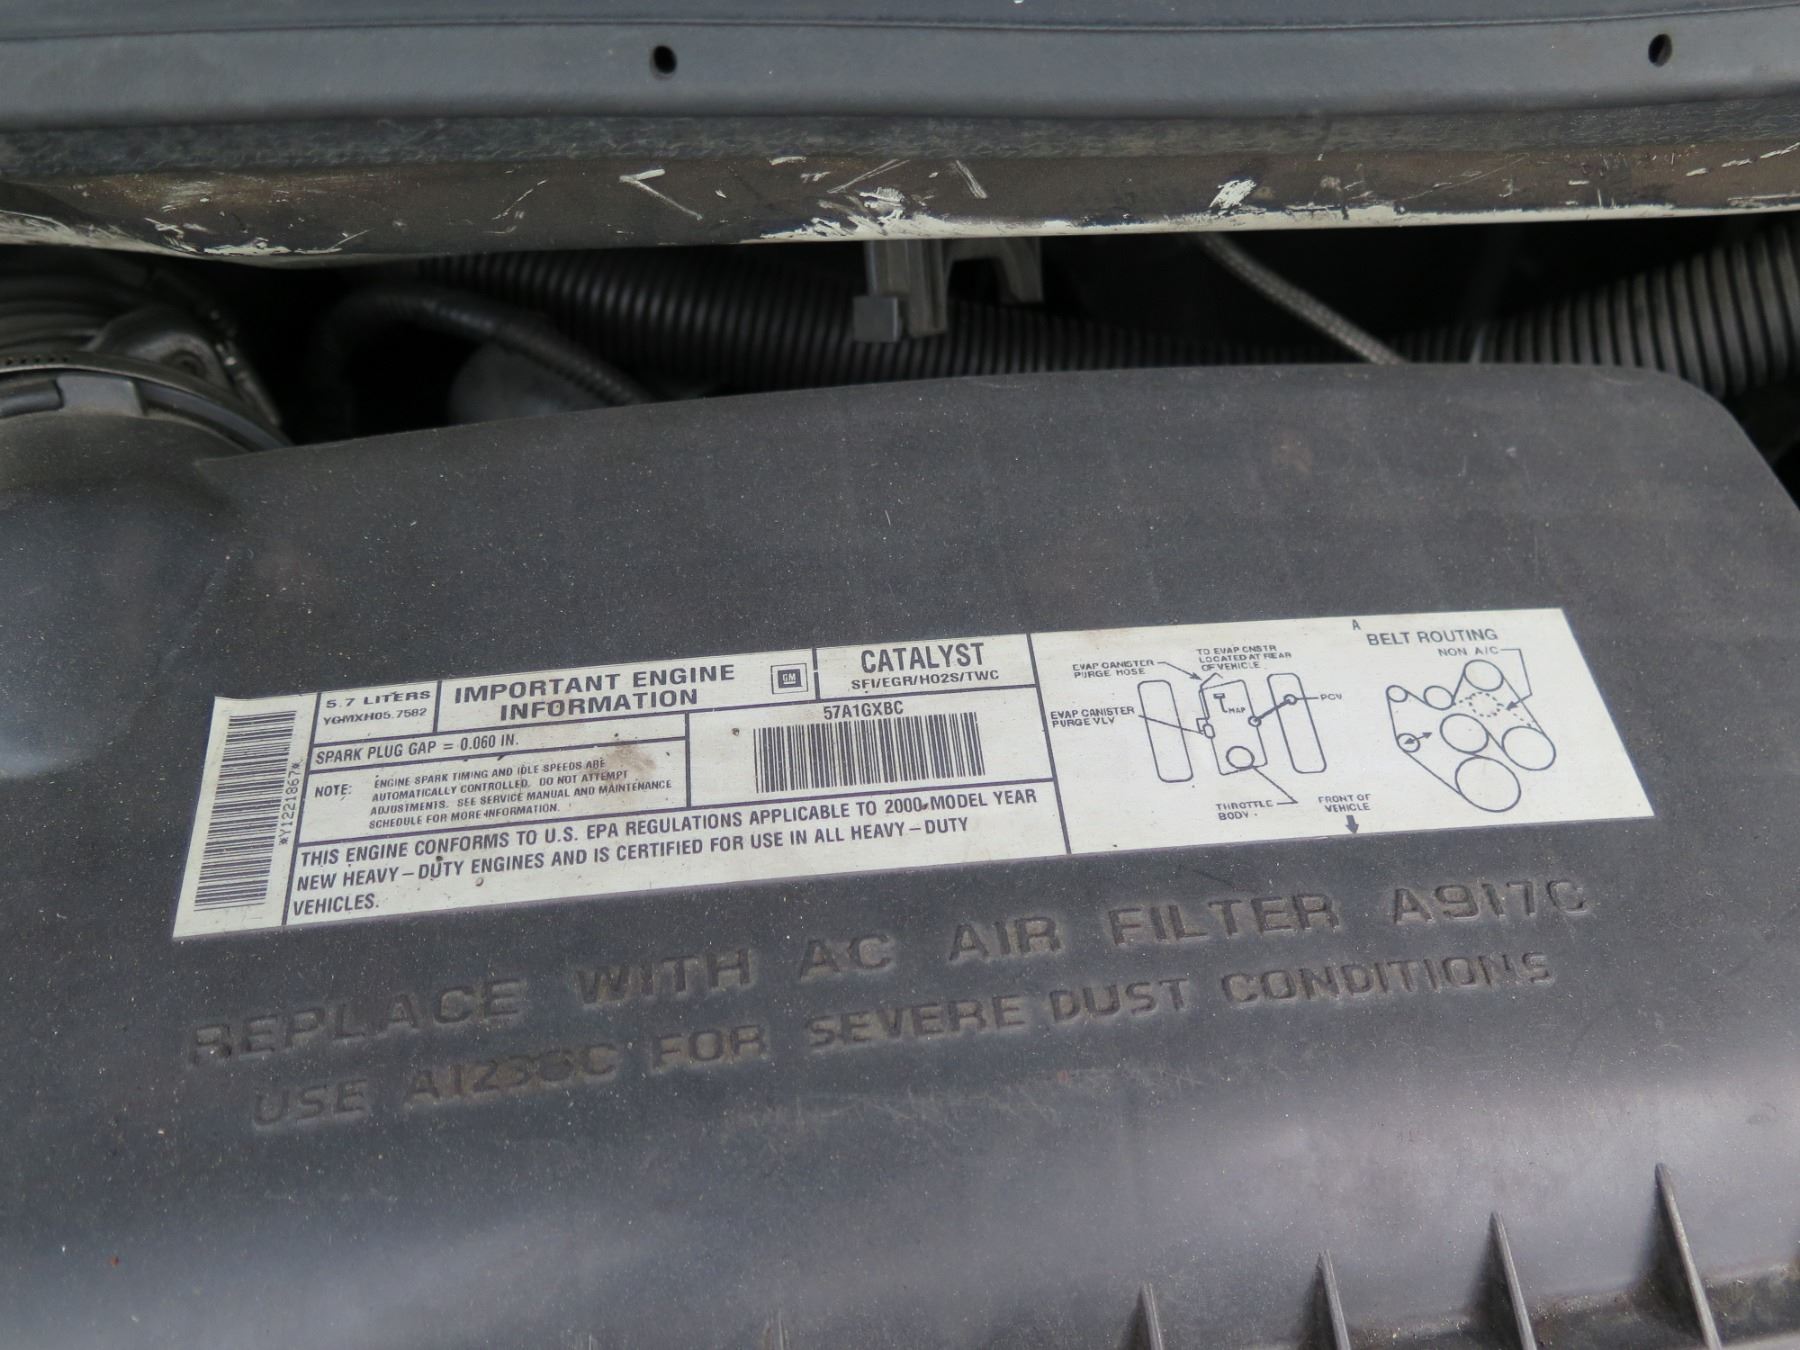 *Y1221867*
5.7 LITERS
YGMXH05.7582
IMPORTANT ENGINE
INFORMATION
GM
CATALYST
SFI/EGR/HO2S/TWC
SPARK PLUG GAP = 0.060 IN.
NOTE: ENGINE SPARK TIMING AND IDLE SPEEDS ARE
AUTOMATICALLY CONTROLLED. DO NOT ATTEMPT
ADJUSTMENTS. SEE SERVICE MANUAL AND MAINTENANCE
SCHEDULE FOR MORE INFORMATION.
57A1GXBC
THIS ENGINE CONFORMS TO U.S. EPA REGULATIONS APPLICABLE TO 2000 MODEL YEAR
NEW HEAVY-DUTY ENGINES AND IS CERTIFIED FOR USE IN ALL HEAVY-DUTY
VEHICLES.
EVAP CANISTER
PURGE HOSE
TO EVAP CNSTR
LOCATED AT REAR
OF VEHICLE
EVAP CANISTER
PURGE VLV
MAP
PCV
THROTTLE
BODY
FRONT OF
VEHICLE
A
BELT ROUTING
NON A/C
REPLACE WITH AC AIR FILTER A917C
USE A1238C FOR SEVERE DUST CONDITIONS